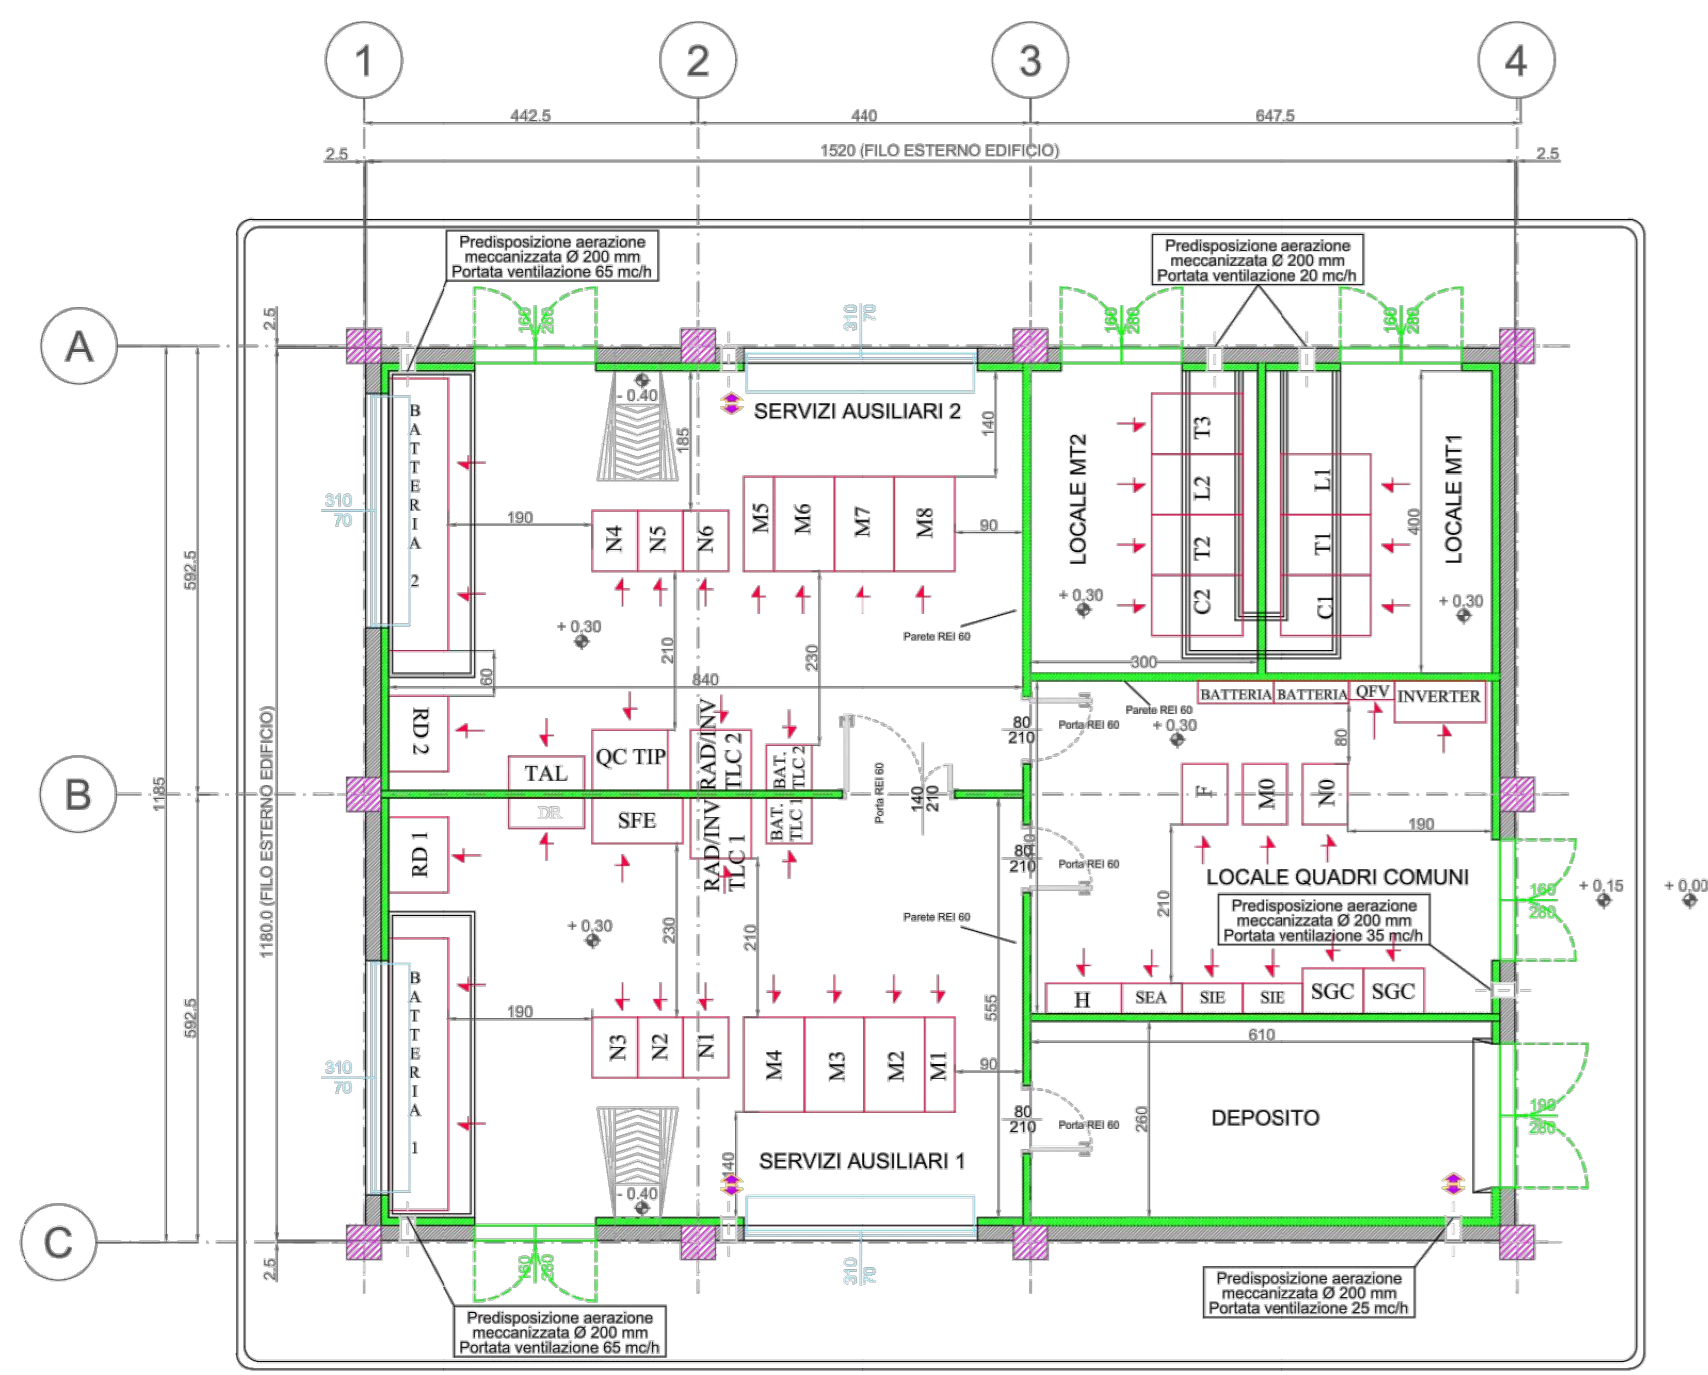 1
2
3
4
442.5
440
647.5
2.5
1520 (FILO ESTERNO EDIFICIO)
2.5
Predisposizione aerazione
meccanizzata Ø 200 mm
Portata ventilazione 65 mc/h
Predisposizione aerazione
meccanizzata Ø 200 mm
Portata ventilazione 20 mc/h
A
2.5
160
280
310
70
160
280
160
280
- 0.40
SERVIZI AUSILIARI 2
140
185
BATTERIA 2
310
70
190
N4
N5
N6
M5
M6
M7
M8
90
LOCALE MT2
T3
L2
T2
C2
L1
T1
C1
400
LOCALE MT1
+ 0.30
+ 0.30
+ 0.30
Parete REI 60
592.5
1185
1180.0 (FILO ESTERNO EDIFICIO)
210
230
60
840
300
BATTERIA
BATTERIA
QFV
INVERTER
Parete REI 60
+ 0.30
80
80
210
Porta REI 60
RD 2
TAL
QC TIP
RAD/INV
TLC 2
BAT.
TLC 2
B
DR
SFE
RAD/INV
TLC 1
BAT.
TLC 1
Porta REI 60
140
210
F
M0
N0
190
RD 1
80
210
Porta REI 60
LOCALE QUADRI COMUNI
160
280
+ 0.15
+ 0.00
Predisposizione aerazione
meccanizzata Ø 200 mm
Portata ventilazione 35 mc/h
Parete REI 60
210
+ 0.30
230
210
592.5
BATTERIA 1
190
N3
N2
N1
M4
M3
M2
M1
555
90
H
SEA
SIE
SIE
SGC
SGC
610
310
70
80
210
Porta REI 60
260
DEPOSITO
190
280
140
SERVIZI AUSILIARI 1
- 0.40
C
2.5
160
280
310
70
Predisposizione aerazione
meccanizzata Ø 200 mm
Portata ventilazione 65 mc/h
Predisposizione aerazione
meccanizzata Ø 200 mm
Portata ventilazione 25 mc/h